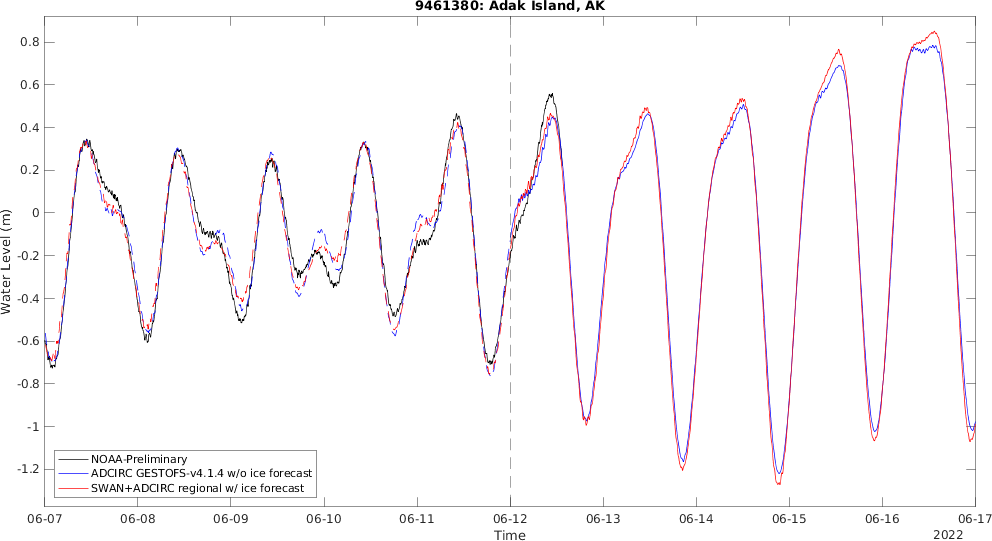 9461380: Adak Island, AK
Water Level (m)
0.8
0.6
0.4
0.2
0
-0.2
-0.4
-0.6
-0.8
-1
-1.2
NOAA-Preliminary
ADCIRC GESTOFS-v4.1.4 w/o ice forecast
SWAN+ADCIRC regional w/ ice forecast
06-07 06-08 06-09 06-10 06-11 06-12 06-13 06-14 06-15 06-16 06-17
Time
2022